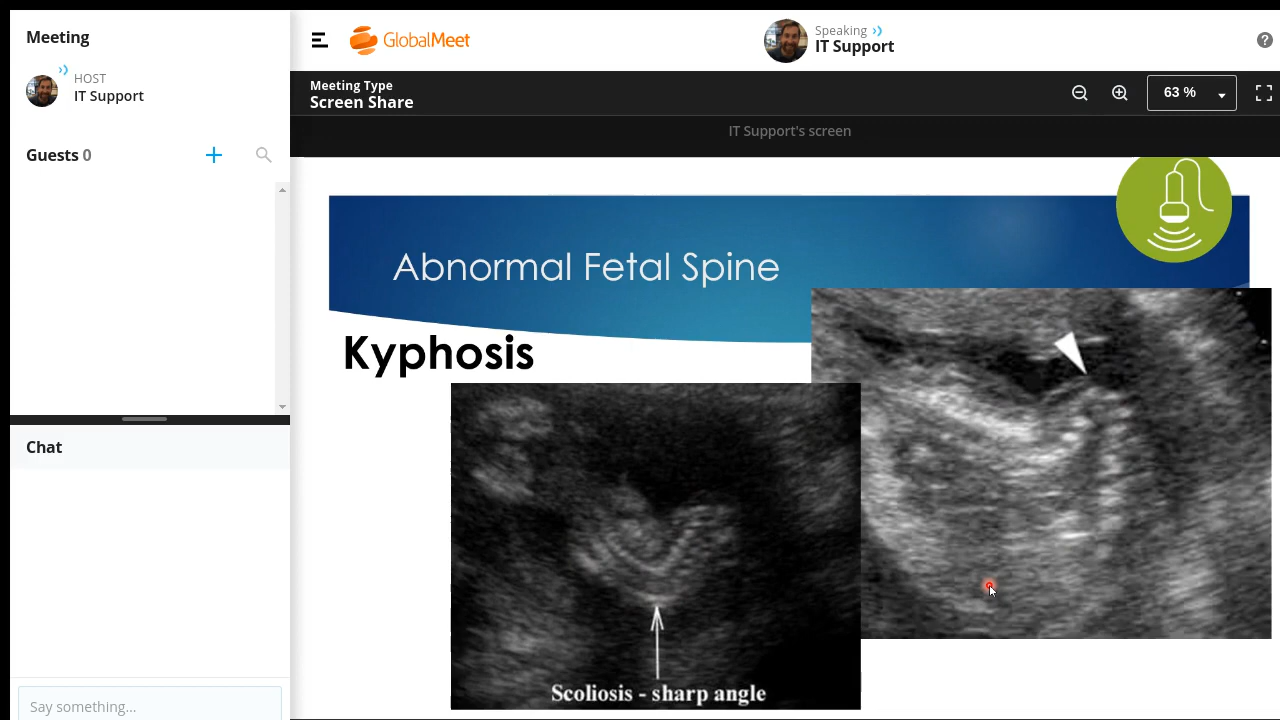 Meeting
HOST
IT Support
Guests 0
Chat
Say something...
GlobalMeet
Speaking
IT Support
?
Meeting Type
Screen Share
63 %
IT Support's screen
Abnormal Fetal Spine
Kyphosis
Scoliosis - sharp angle